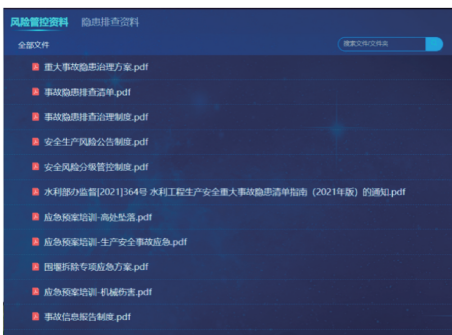 风险管控资料 隐患排查资料
全部文件 搜索文件/文件夹
重大事故隐患治理方案.pdf
事故隐患排查清单.pdf
事故隐患排查治理制度.pdf
安全生产风险公告制度.pdf
安全风险分级管控制度.pdf
水利部办监督[2021]364号 水利工程生产安全重大事故隐患清单指南（2021年版）的通知.pdf
应急预案培训-高处坠落.pdf
应急预案培训-生产安全事故应急.pdf
围堰拆除专项应急方案.pdf
应急预案培训-机械伤害.pdf
事故信息报告制度.pdf